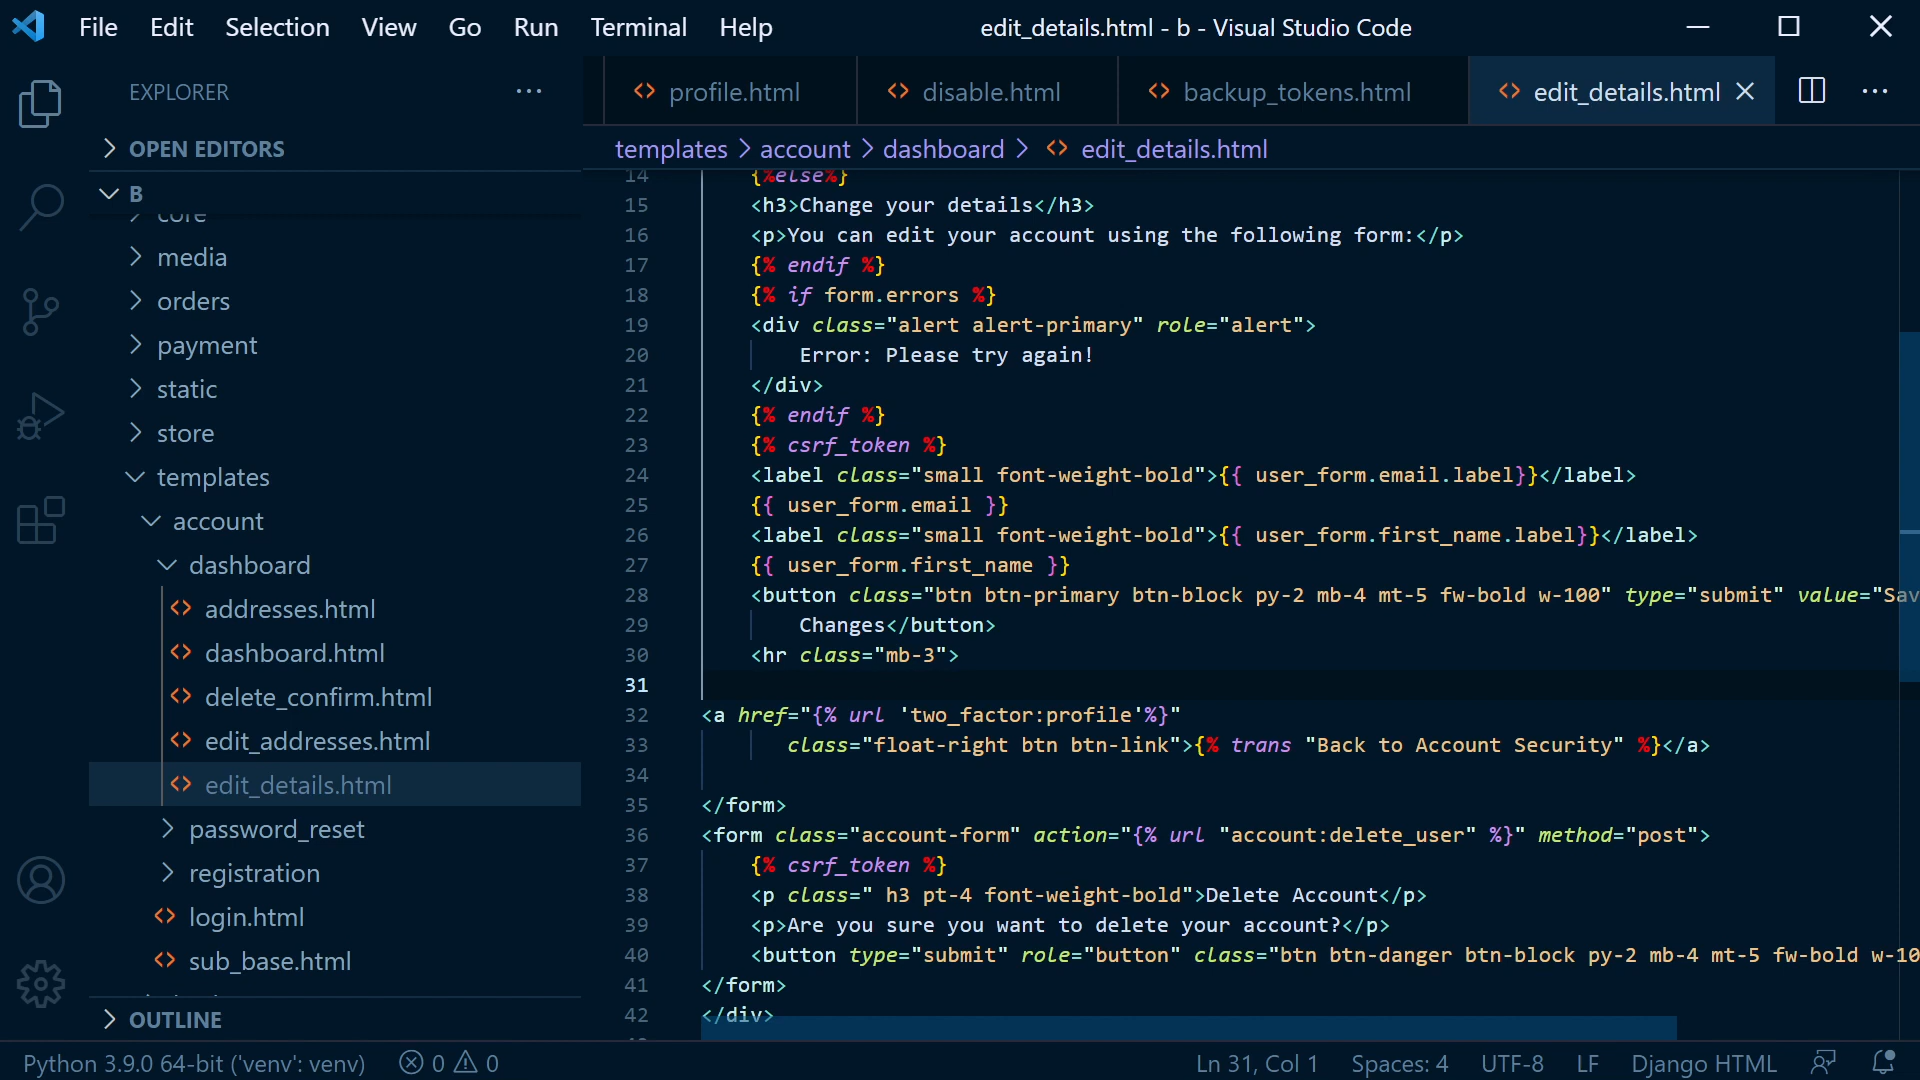 File Edit Selection View Go Run Terminal Help
edit_details.html - b - Visual Studio Code
EXPLORER
OPEN EDITORS
B
core
media
orders
payment
static
store
templates
account
dashboard
addresses.html
dashboard.html
delete_confirm.html
edit_addresses.html
edit_details.html
password_reset
registration
login.html
sub_base.html
OUTLINE
profile.html
disable.html
backup_tokens.html
edit_details.html
templates > account > dashboard > edit_details.html
14 {%else%}
15 <h3>Change your details</h3>
16 <p>You can edit your account using the following form:</p>
17 {% endif %}
18 {% if form.errors %}
19 <div class="alert alert-primary" role="alert">
20 Error: Please try again!
21 </div>
22 {% endif %}
23 {% csrf_token %}
24 <label class="small font-weight-bold">{{ user_form.email.label}}</label>
25 {{ user_form.email }}
26 <label class="small font-weight-bold">{{ user_form.first_name.label}}</label>
27 {{ user_form.first_name }}
28 <button class="btn btn-primary btn-block py-2 mb-4 mt-5 fw-bold w-100" type="submit" value="Sav
29 Changes</button>
30 <hr class="mb-3">
31
32 <a href="{% url 'two_factor:profile'%}"
33 class="float-right btn btn-link">{% trans "Back to Account Security" %}</a>
34
35 </form>
36 <form class="account-form" action="{% url "account:delete_user" %}" method="post">
37 {% csrf_token %}
38 <p class=" h3 pt-4 font-weight-bold">Delete Account</p>
39 <p>Are you sure you want to delete your account?</p>
40 <button type="submit" role="button" class="btn btn-danger btn-block py-2 mb-4 mt-5 fw-bold w-10
41 </form>
42 </div>
Python 3.9.0 64-bit ('venv': venv) 0 0
Ln 31, Col 1 Spaces: 4 UTF-8 LF Django HTML